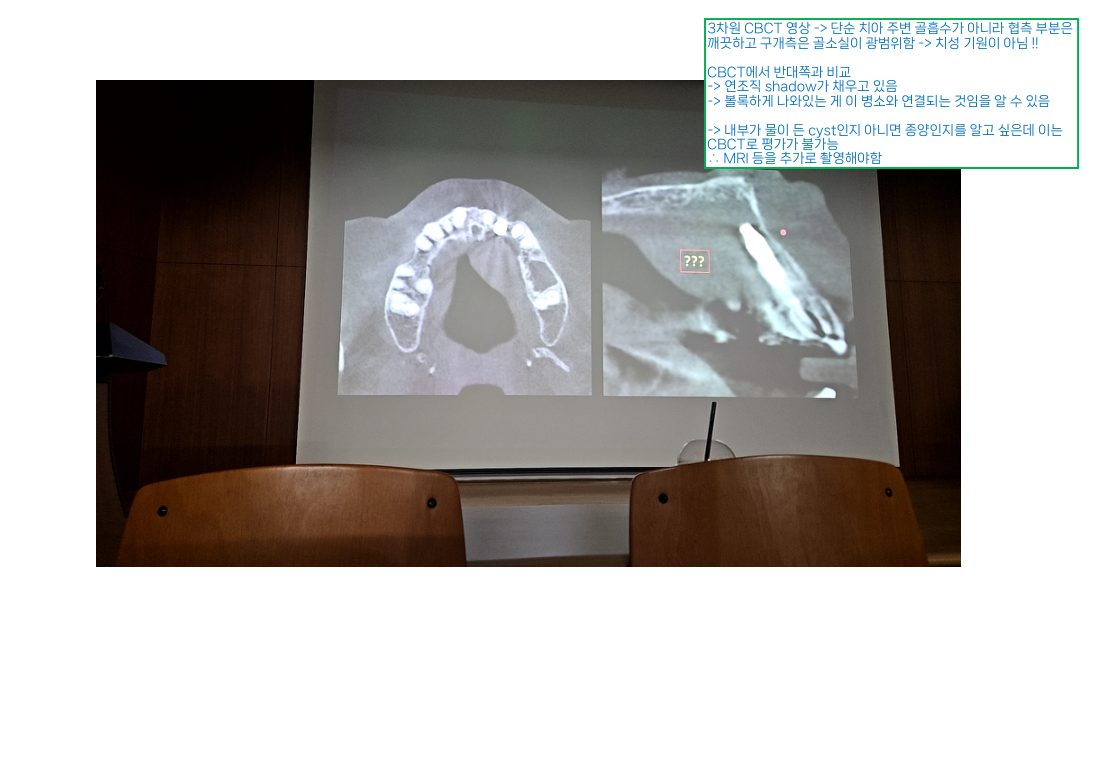 3차원 CBCT 영상 -> 단순 치아 주변 골흡수가 아니라 협측 부분은
깨끗하고 구개측은 골소실이 광범위함 -> 치성 기원이 아님 !!
CBCT에서 반대쪽과 비교
-> 연조직 shadow가 채우고 있음
-> 볼록하게 나와있는 게 이 병소와 연결되는 것임을 알 수 있음
-> 내부가 물이 든 cyst인지 아니면 종양인지를 알고 싶은데 이는
CBCT로 평가가 불가능
∴ MRI 등을 추가로 촬영해야함
???